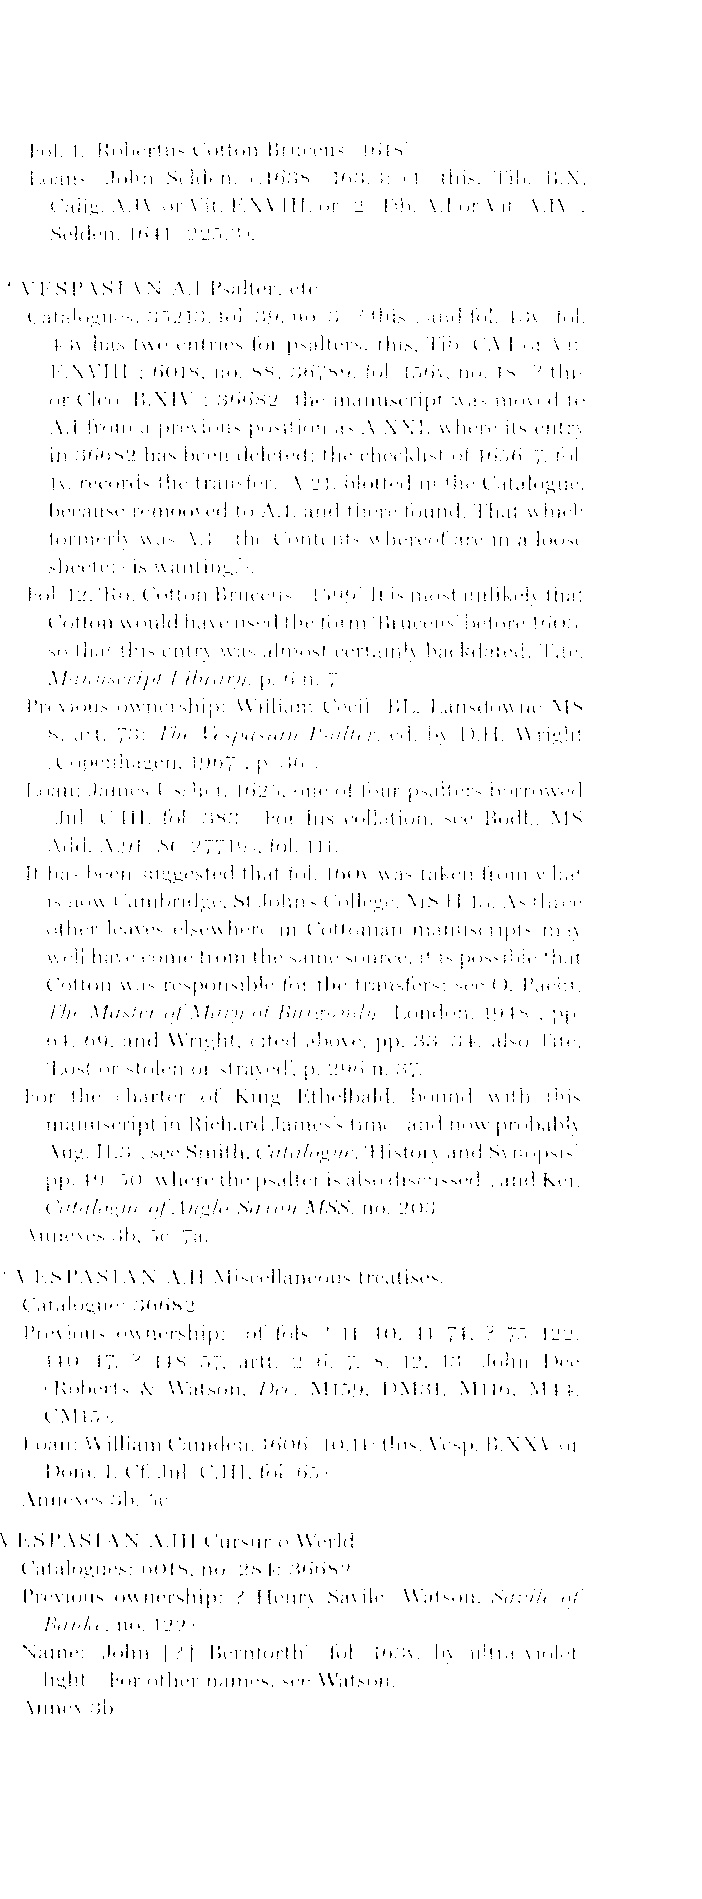 Fol. 1, 'Robertus Cotton Bruceus 1618'
Loans: John Selden, c.1638 (this, Tib. B.X,
Calig. A.IV or Vit. F.XVIII, or Tib. A.I or Vit. A.IV);
Selden, 1641
VESPASIAN A.I Psalter, etc
Catalogues: 35213, fol. 39, no. 3 (? this), and fol. 43v (fol.
43v has two entries for psalters: this, Tib. C.VI or Vit.
F.XVIII); 6018, no. 88; 36789, fol. 156v, no. 18 (? this
or Cleo. B.XIV); 36682 (the manuscript was moved to
A.I from a previous position as A.XXI, where its entry
in 36682 has been deleted; the checklist of 1656–7, fol.
1v, records the transfer: 'A 21. blotted in the Catalogue,
because remooved to A.1. and there found. That which
formerly was A.1. (the Contents whereof are in a loose
sheete) is wanting').
Fol. 12, 'Ro. Cotton Bruceus 1599' It is most unlikely that
Cotton would have used the form 'Bruceus' before 1603,
so that this entry was almost certainly backdated: Tite,
Manuscript Library, p. 6 n. 7
Previous ownership: William Cecil (BL, Lansdowne MS
8, art. 73; The Vespasian Psalter, ed. by D.H. Wright
(Copenhagen, 1967), p. 36).
Loan: James Ussher, 1625, one of four psalters borrowed
(Jul. C.III, fol. 382). For his collation, see Bodl., MS
Add. A.91 (SC 27719), fol. 111.
It has been suggested that fol. 160v was taken from what
is now Cambridge, St John's College, MS H.13. As three
other leaves elsewhere in Cottonian manuscripts may
well have come from the same source, it is possible that
Cotton was responsible for the transfers: see O. Pächt,
The Master of Mary of Burgundy (London, 1948), pp.
64, 69, and Wright, cited above, pp. 33–34; also Tite,
'Lost or stolen or strayed', p. 296 n. 37.
For the charter of King Ethelbald, bound with this
manuscript in Richard James's time (and now probably
Aug. II.3), see Smith, Catalogue, 'History and Synopsis'
pp. 49–50 (where the psalter is also discussed), and Ker,
Catalogue of Anglo-Saxon MSS, no. 203
Annexes 3b, 5c, 7a.
VESPASIAN A.II Miscellaneous treatises.
Catalogue: 36682
Previous ownership: (of fols ? 11–40, 41–74, ? 75–122,
140–47, ? 148–57, artt. 2–6, 7, 8, 12, 13) John Dee
(Roberts & Watson, Dee, M159, DM31, M116, M44,
CM15).
Loan: William Camden, 1606 (this, Vesp. B.XXV or
Dom. I. Cf. Jul. C.III, fol. 65)
Annexes 3b, 5c
VESPASIAN A.III Cursur o World
Catalogues: 6018, no. 284; 36682
Previous ownership: ? Henry Savile (Watson, Savile of
Banke, no. 129)
Name: 'John [?] Bernforth' (fol. 163v, by ultra-violet
light). For other names, see Watson.
Annex 3b